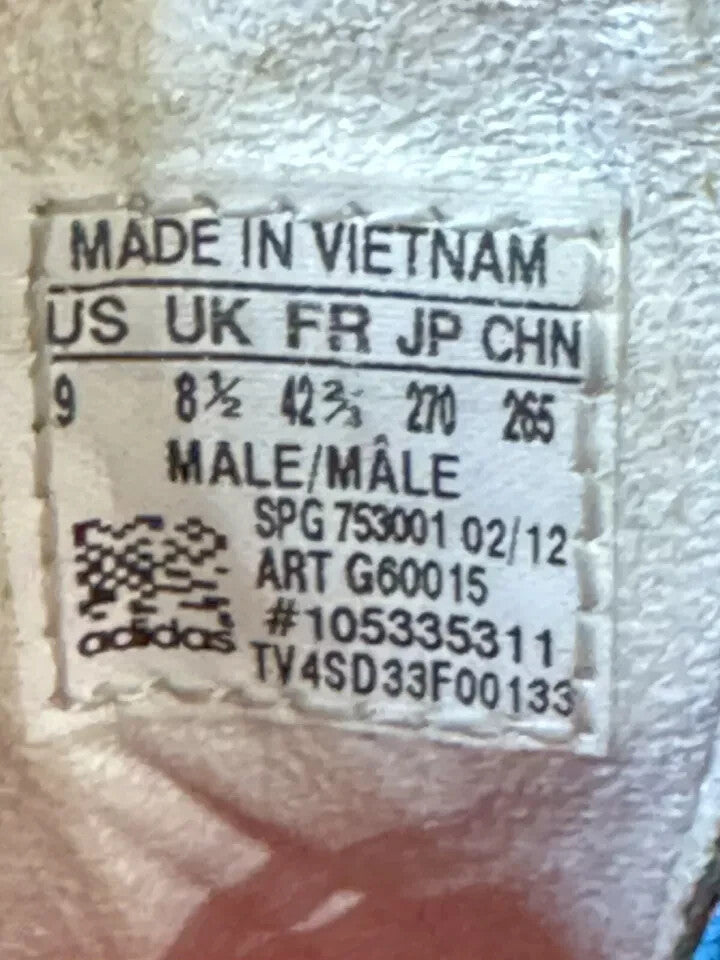 MADE IN VIETNAM
US UK FR JP CHN
9 8½ 42⅔ 270 265
MALE/MÂLE
SPG 753001 02/12
ART G60015
#105335311
adidas
TV4SD33F00133